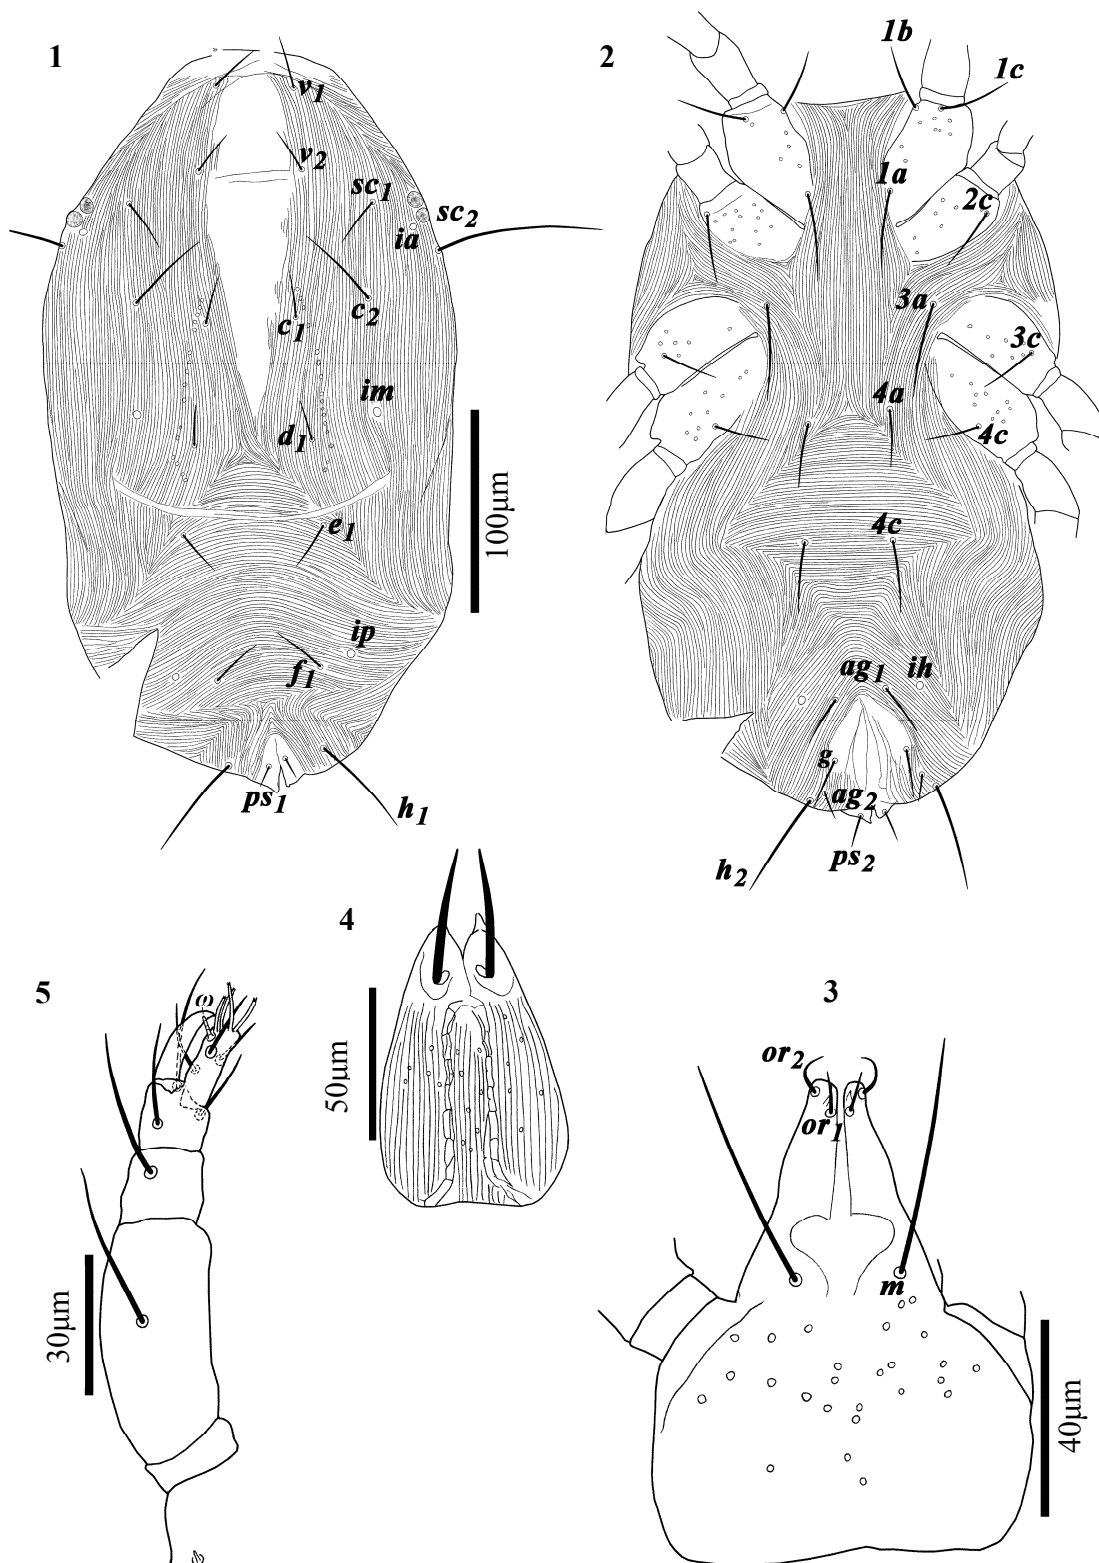 1
v1
v2
sc1
sc2
ia
c2
c1
im
d1
e1
ip
f1
ps1
h1
100μm
2
1b
1c
1a
2c
3a
3c
4a
4c
4c
ag1
ih
g
ag2
ps2
h2
4
50μm
5
ω
30μm
3
or2
or1
m
40μm